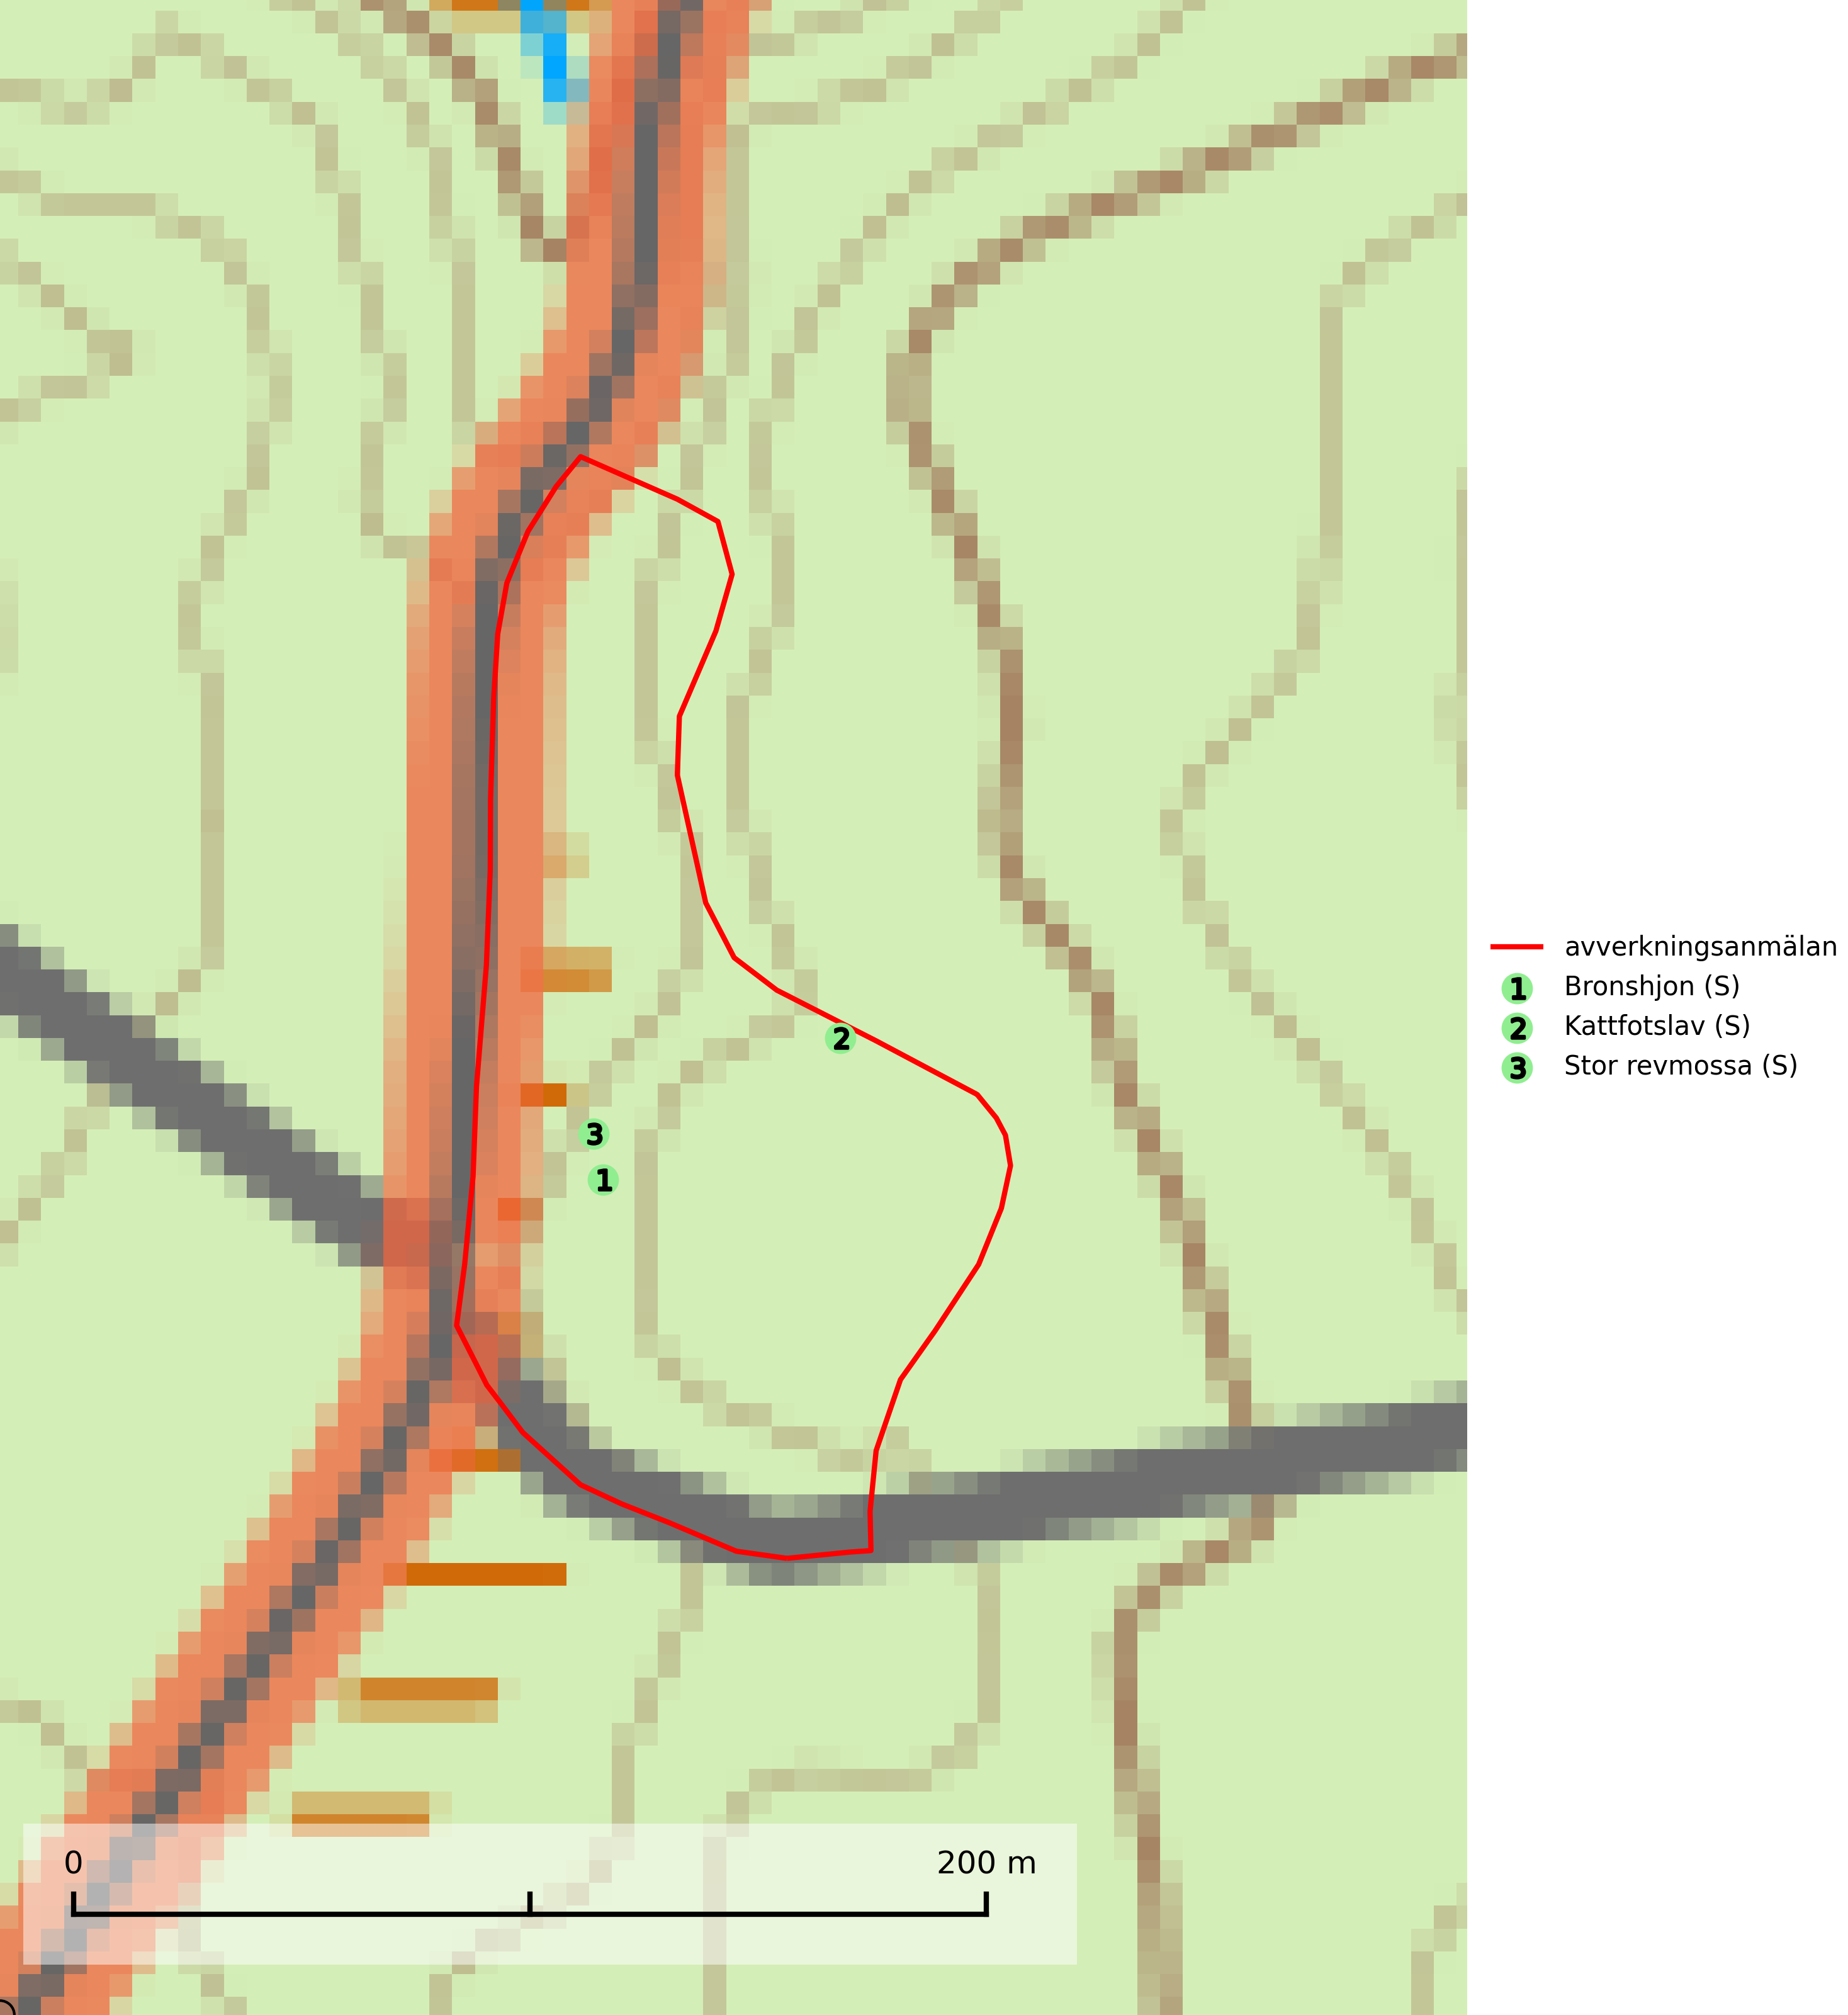 2
3
1
avverkningsanmälan
1 Bronshjon (S)
2 Kattfotslav (S)
3 Stor revmossa (S)
0 200 m